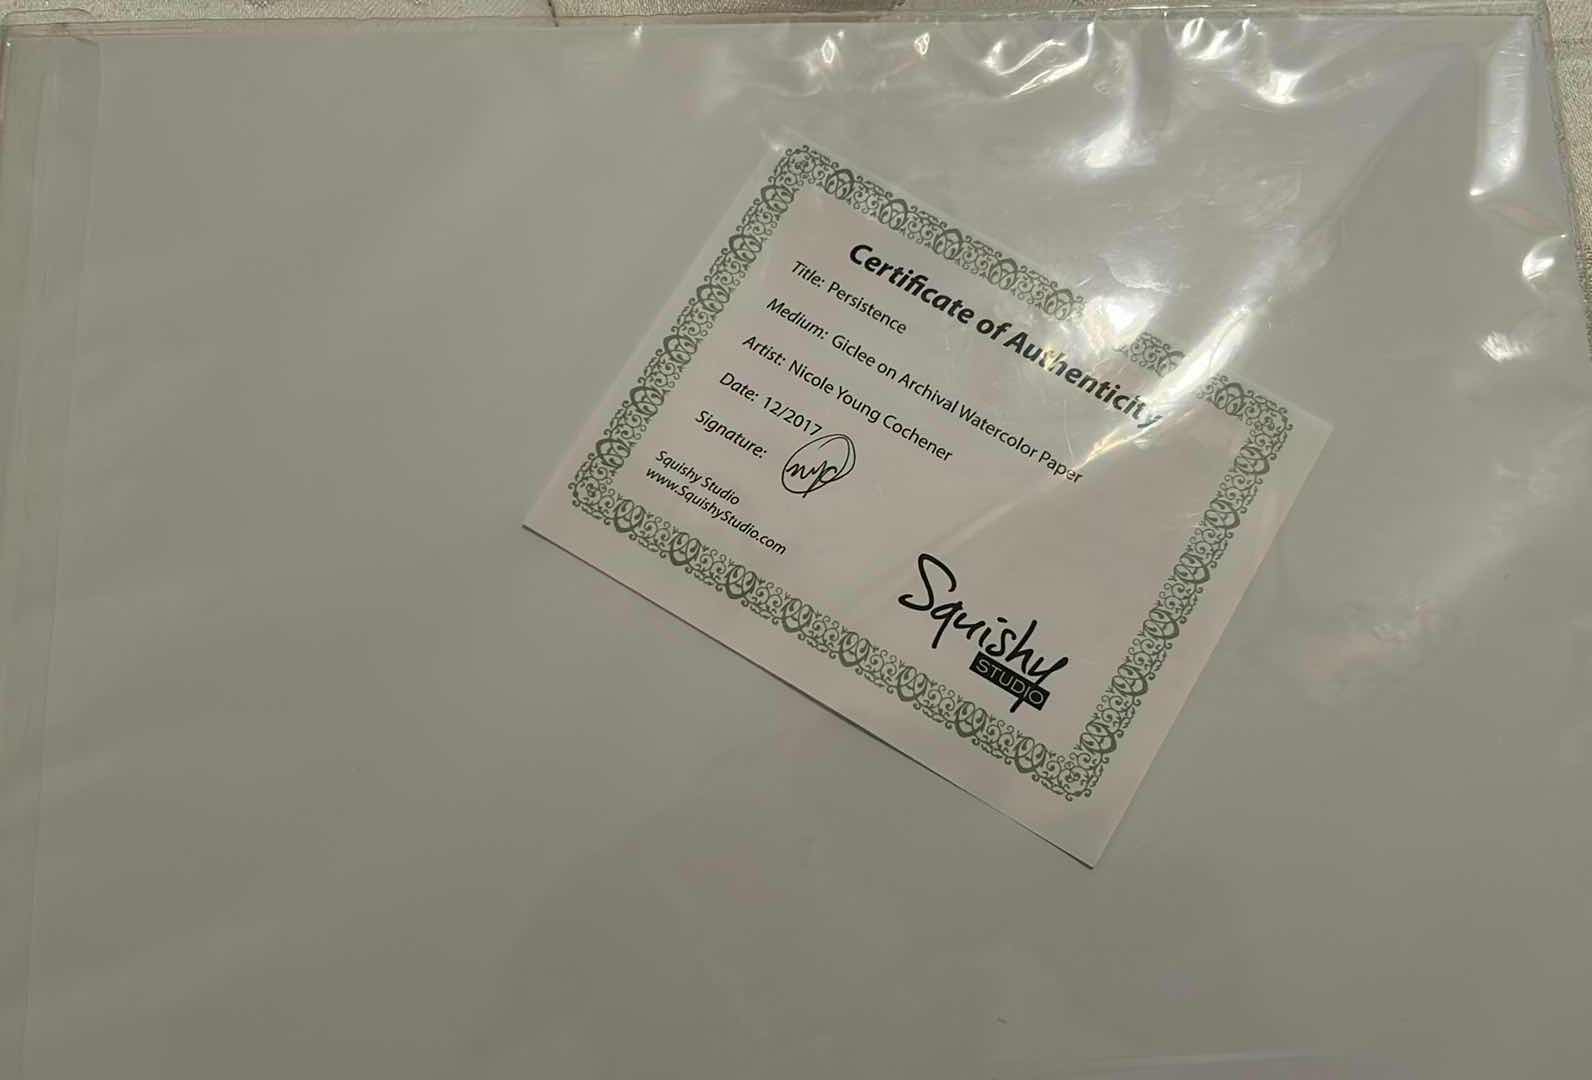 Certificate of Authenticity
Title: Persistence
Medium: Giclee on Archival Watercolor Paper
Artist: Nicole Young Cochener
Date: 12/2017
Signature:
Squishy Studio
www.SquishyStudio.com
Squishy
STUDIO